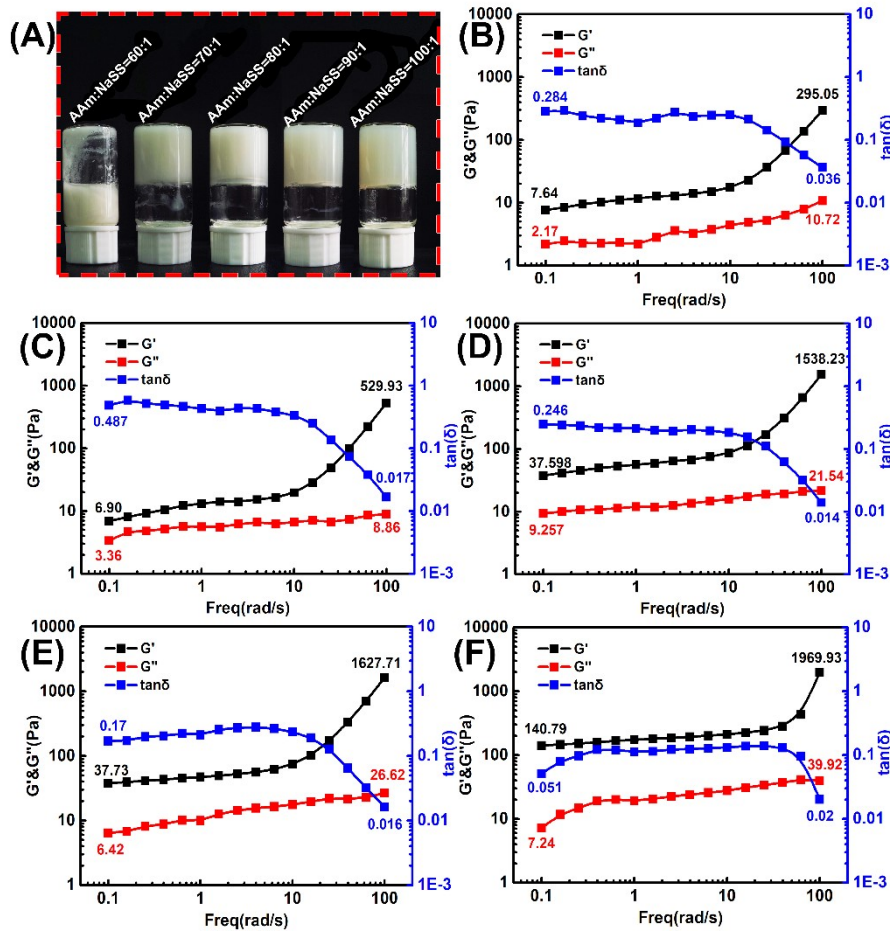 (A)
AAm:NaSS=60:1
AAm:NaSS=70:1
AAm:NaSS=80:1
AAm:NaSS=90:1
AAm:NaSS=100:1
(B)
10000
1000
100
10
1
G'&G''(Pa)
G'
G''
tanδ
0.284
295.05
7.64
0.036
2.17
10.72
10
1
0.1
0.01
1E-3
tan(δ)
0.1
1
10
100
Freq(rad/s)
(C)
10000
1000
100
10
1
G'&G''(Pa)
G'
G''
tanδ
529.93
0.487
0.017
6.90
3.36
8.86
10
1
0.1
0.01
1E-3
tan(δ)
0.1
1
10
100
Freq(rad/s)
(D)
10000
1000
100
10
1
G'&G''(Pa)
G'
G''
tanδ
1538.23
0.246
37.598
21.54
9.257
0.014
10
1
0.1
0.01
1E-3
tan(δ)
0.1
1
10
100
Freq(rad/s)
(E)
10000
1000
100
10
1
G'&G''(Pa)
G'
G''
tanδ
1627.71
0.17
37.73
26.62
6.42
0.016
10
1
0.1
0.01
1E-3
tan(δ)
0.1
1
10
100
Freq(rad/s)
(F)
10000
1000
100
10
1
G'&G''(Pa)
G'
G''
tanδ
1969.93
140.79
0.051
39.92
7.24
0.02
10
1
0.1
0.01
1E-3
tan(δ)
0.1
1
10
100
Freq(rad/s)